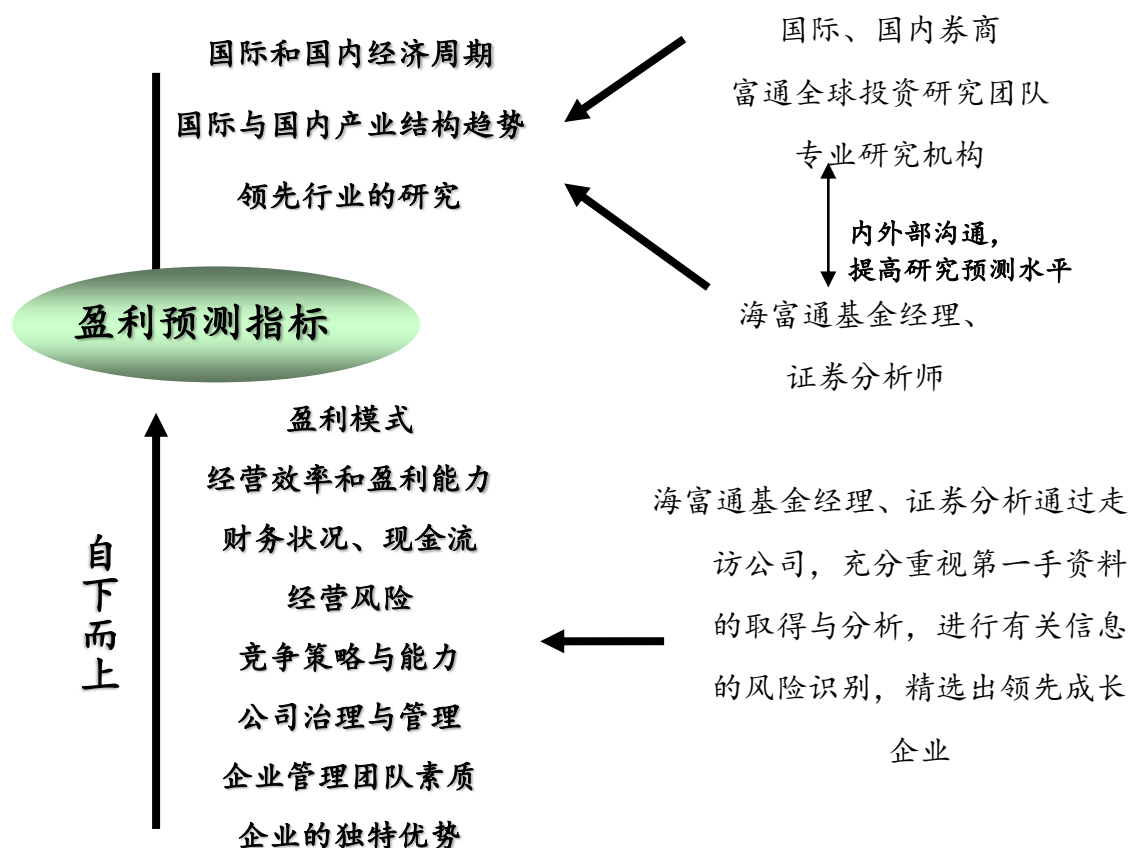 国际和国内经济周期
国际与国内产业结构趋势
领先行业的研究
国际、国内券商
富通全球投资研究团队
专业研究机构
内外部沟通，
提高研究预测水平
海富通基金经理、
证券分析师
盈利预测指标
自下而上
盈利模式
经营效率和盈利能力
财务状况、现金流
经营风险
竞争策略与能力
公司治理与管理
企业管理团队素质
企业的独特优势
海富通基金经理、证券分析通过走
访公司，充分重视第一手资料
的取得与分析，进行有关信息
的风险识别，精选出领先成长
企业